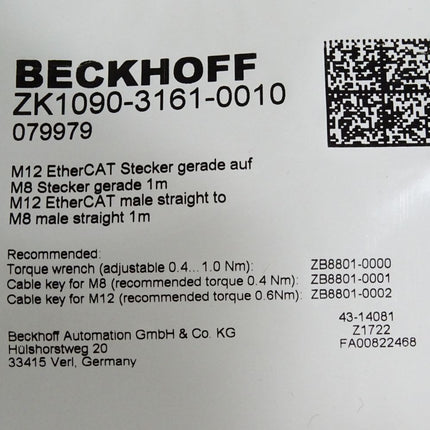 BECKHOFF
ZK1090-3161-0010
079979
M12 EtherCAT Stecker gerade auf
M8 Stecker gerade 1m
M12 EtherCAT male straight to
M8 male straight 1m
Recommended:
Torque wrench (adjustable 0.4... 1.0 Nm): ZB8801-0000
Cable key for M8 (recommended torque 0.4 Nm): ZB8801-0001
Cable key for M12 (recommended torque 0.6Nm): ZB8801-0002
43-14081
Z1722
FA00822468
Beckhoff Automation GmbH & Co. KG
Hülshorstweg 20
33415 Verl, Germany